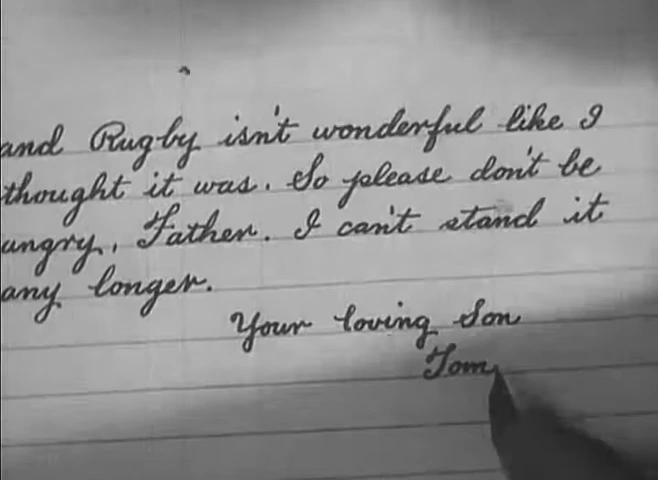 and Rugby isn't wonderful like I
thought it was. So please don't be
angry, Father. I can't stand it
any longer.
Your loving Son
Tom